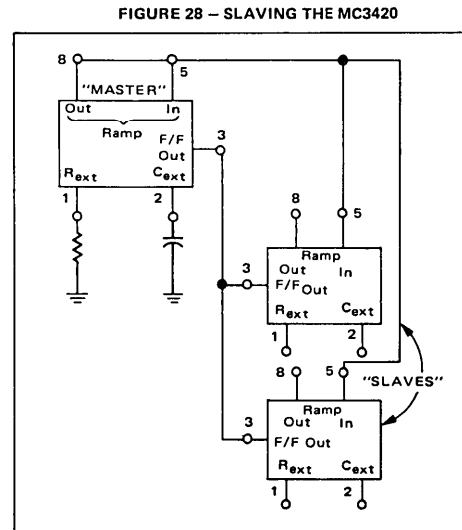 FIGURE 28 – SLAVING THE MC3420
8
5
"MASTER"
Out
In
Ramp
F/F
Out
3
Rext
Cext
1
2
8
5
3
Ramp
Out
In
F/F Out
Rext
Cext
1
2
8
5
"SLAVES"
3
Ramp
Out
In
F/F Out
Rext
Cext
1
2